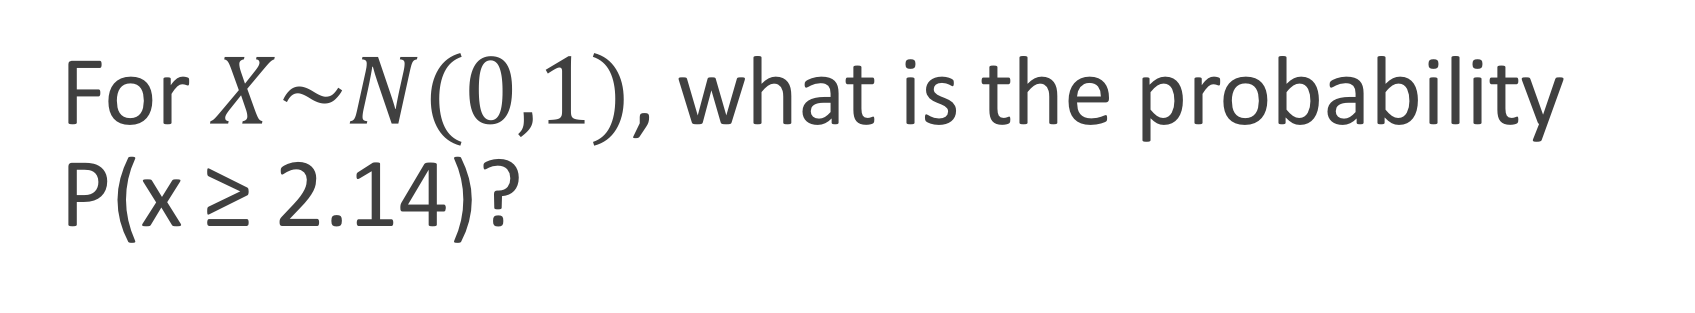 For X~N(0,1), what is the probability
P(x ≥ 2.14)?